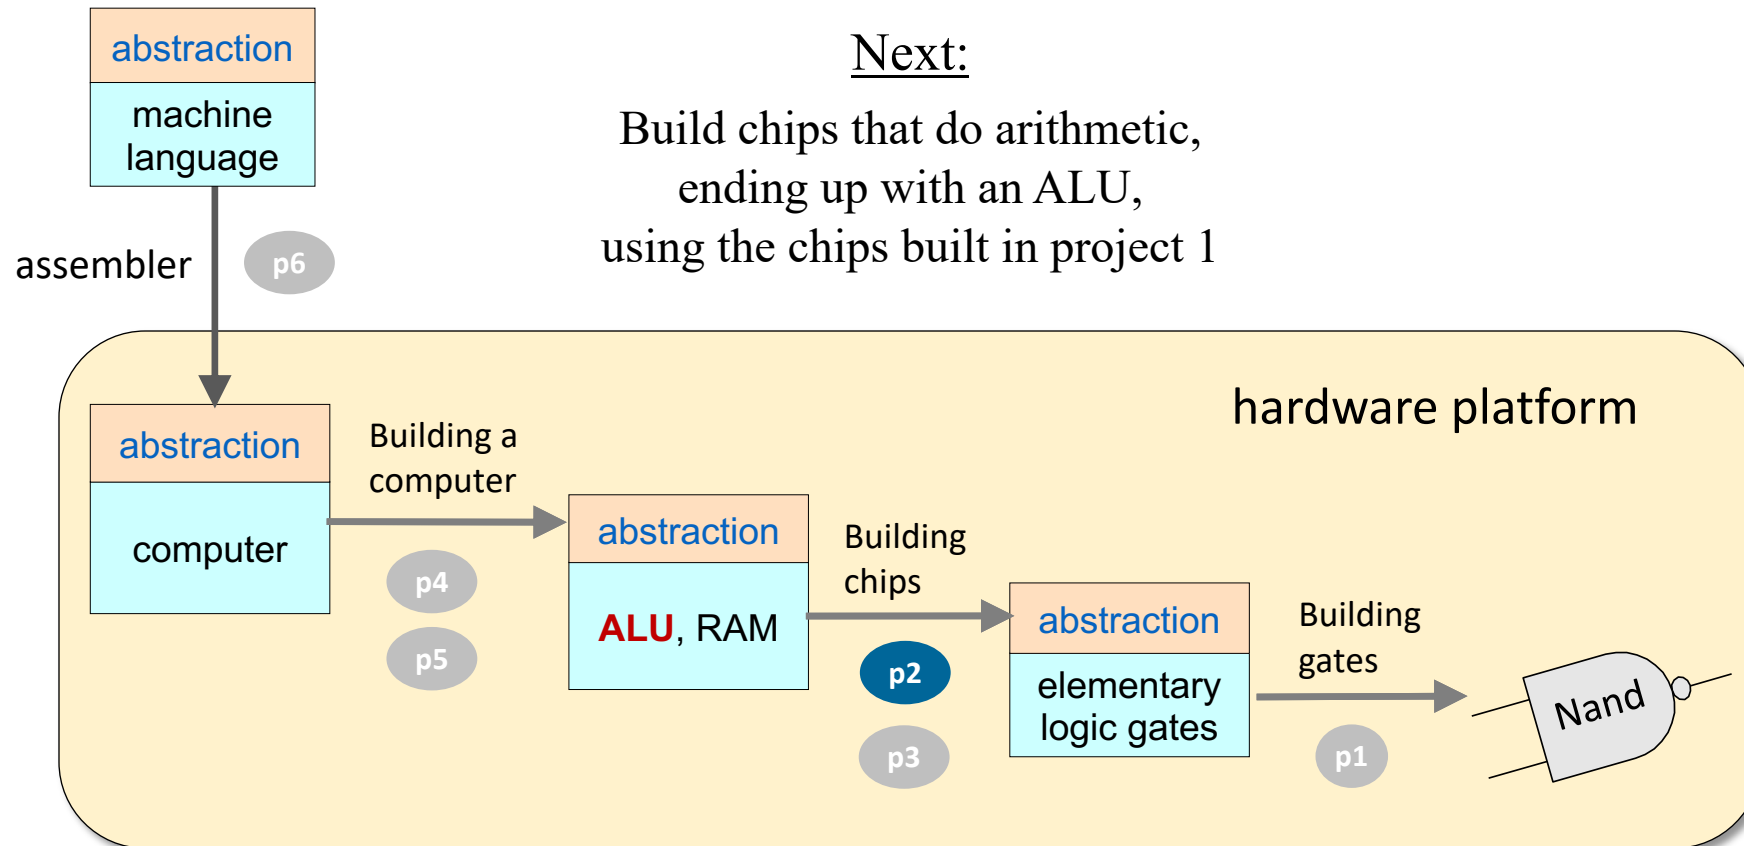 abstraction
machine
language
Next:
Build chips that do arithmetic,
ending up with an ALU,
using the chips built in project 1
assembler
p6
hardware platform
abstraction
computer
Building a
computer
p4
p5
abstraction
ALU, RAM
Building
chips
p2
p3
abstraction
elementary
logic gates
Building
gates
p1
Nand